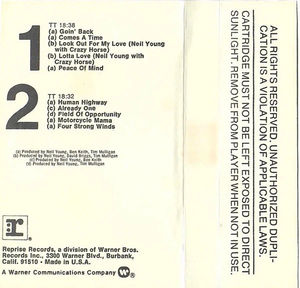 1
TT 18:38
(a) Goin' Back
(a) Comes A Time
(b) Look Out For My Love (Neil Young
with Crazy Horse)
(b) Lotta Love (Neil Young with
Crazy Horse)
(a) Peace Of Mind
2
TT 18:32
(a) Human Highway
(c) Already One
(d) Field Of Opportunity
(a) Motorcycle Mama
(a) Four Strong Winds
(a) Produced by Neil Young, Ben Keith, Tim Mulligan
(b) Produced by Neil Young, David Briggs, Tim Mulligan
(c) Produced by Neil Young, Ben Keith
(d) Produced by Neil Young, Tim Mulligan
Reprise Records, a division of Warner Bros.
Records Inc., 3300 Warner Blvd., Burbank,
Calif. 91510 • Made in U.S.A.
A Warner Communications Company
ALL RIGHTS RESERVED. UNAUTHORIZED DUPLI-
CATION IS A VIOLATION OF APPLICABLE LAWS.
CARTRIDGE MUST NOT BE LEFT EXPOSED TO DIRECT
SUNLIGHT. REMOVE FROM PLAYER WHEN NOT IN USE.